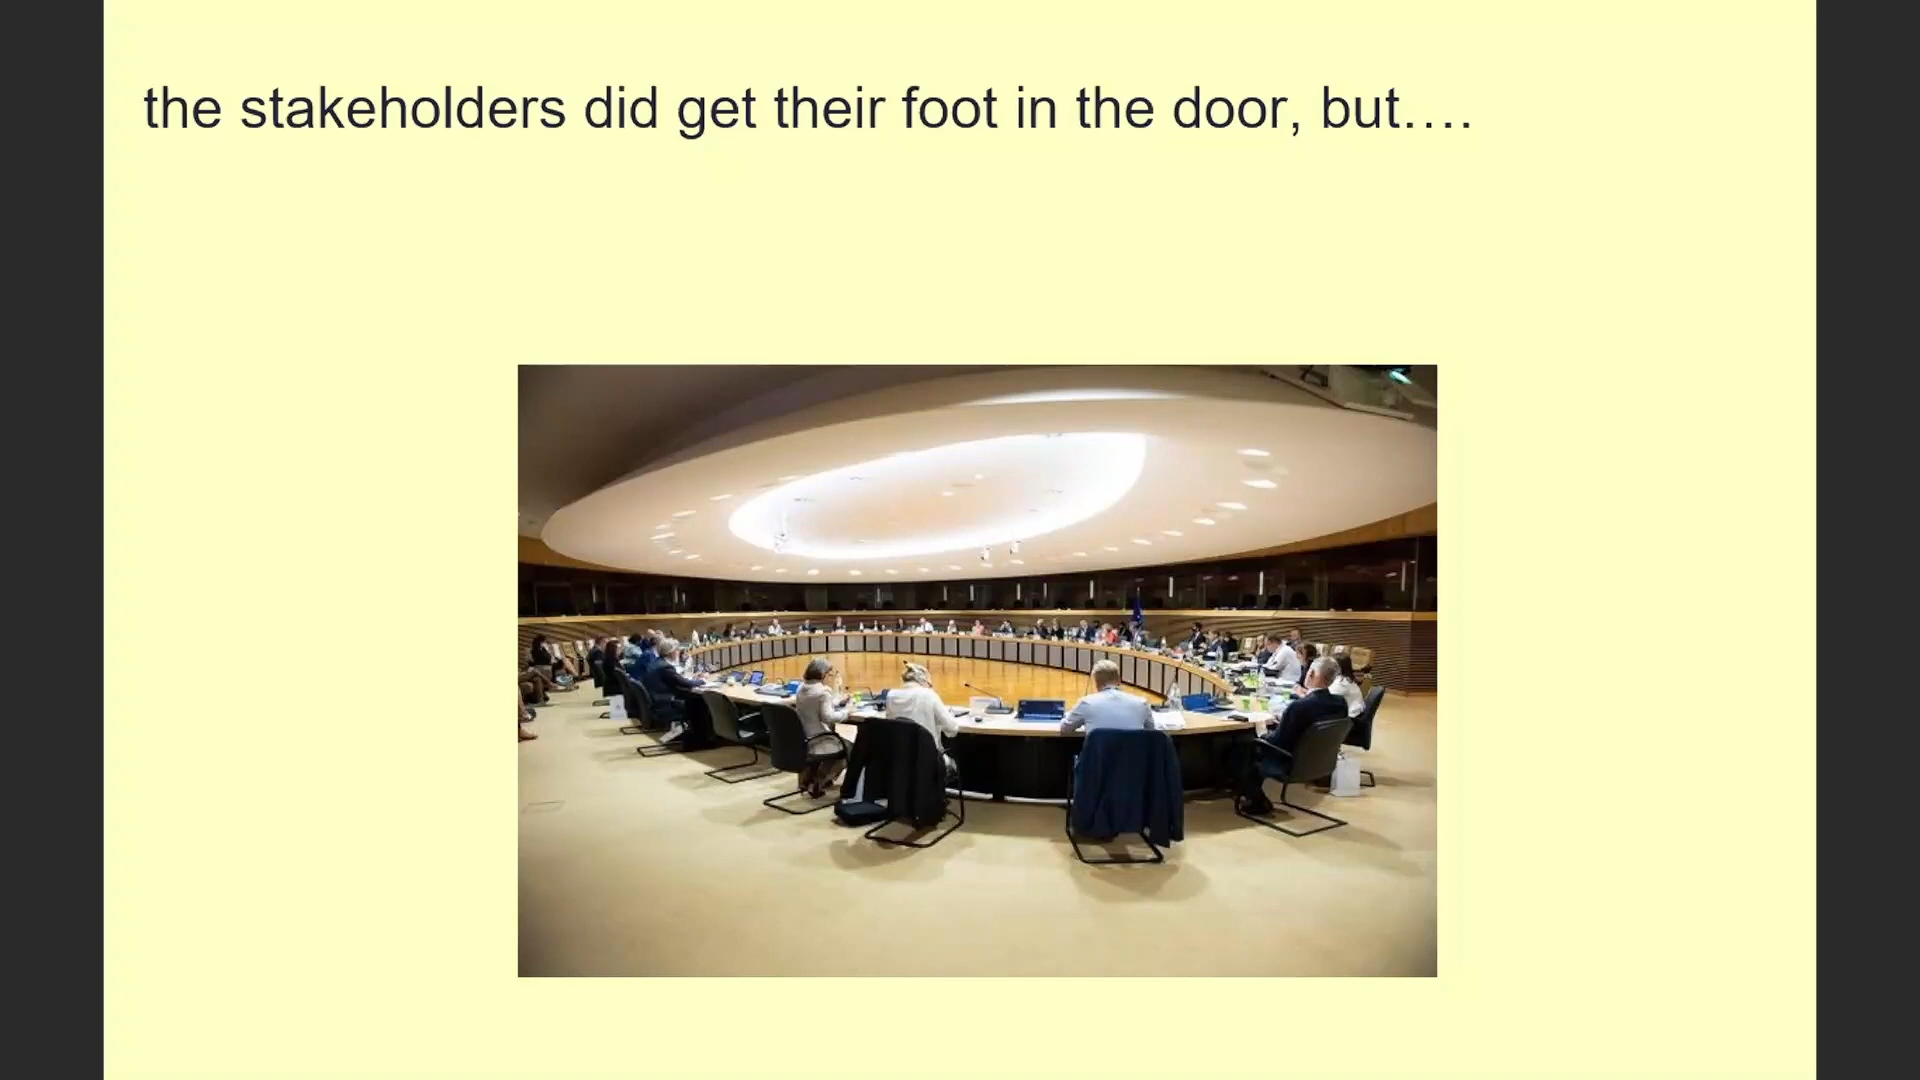 the stakeholders did get their foot in the door, but….